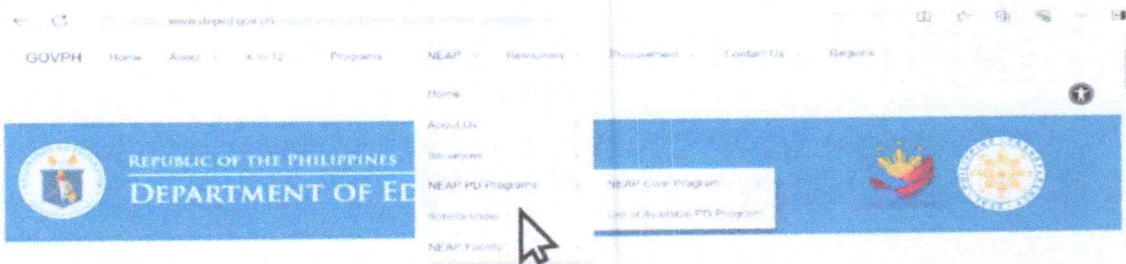 www.deped.gov.ph
GOVPH Home About K to 12 Programs NEAP Resources Procurement Contact Us Regions
Home
About Us
Issuances
REPUBLIC OF THE PHILIPPINES
DEPARTMENT OF ED
NEAP PD Programs
NEAP Core Program
Scholarships
List of Available PD Program
NEAP Facility